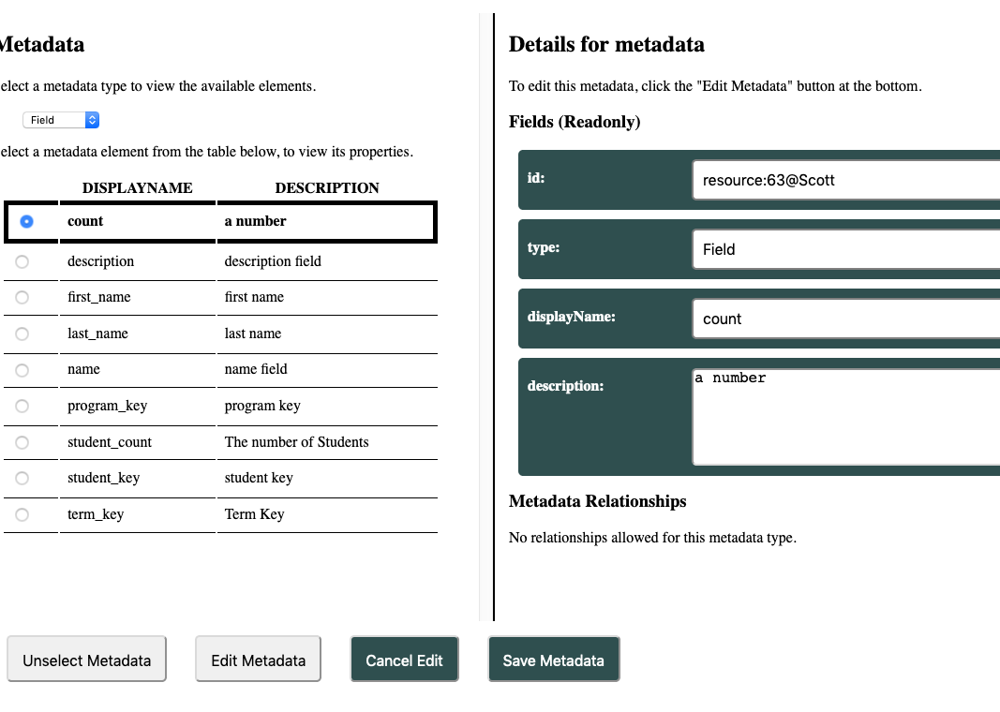 Metadata
elect a metadata type to view the available elements.
Field
elect a metadata element from the table below, to view its properties.
DISPLAYNAME DESCRIPTION
count a number
description description field
first_name first name
last_name last name
name name field
program_key program key
student_count The number of Students
student_key student key
term_key Term Key
Details for metadata
To edit this metadata, click the "Edit Metadata" button at the bottom.
Fields (Readonly)
id: resource:63@Scott
type: Field
displayName: count
description: a number
Metadata Relationships
No relationships allowed for this metadata type.
Unselect Metadata Edit Metadata Cancel Edit Save Metadata